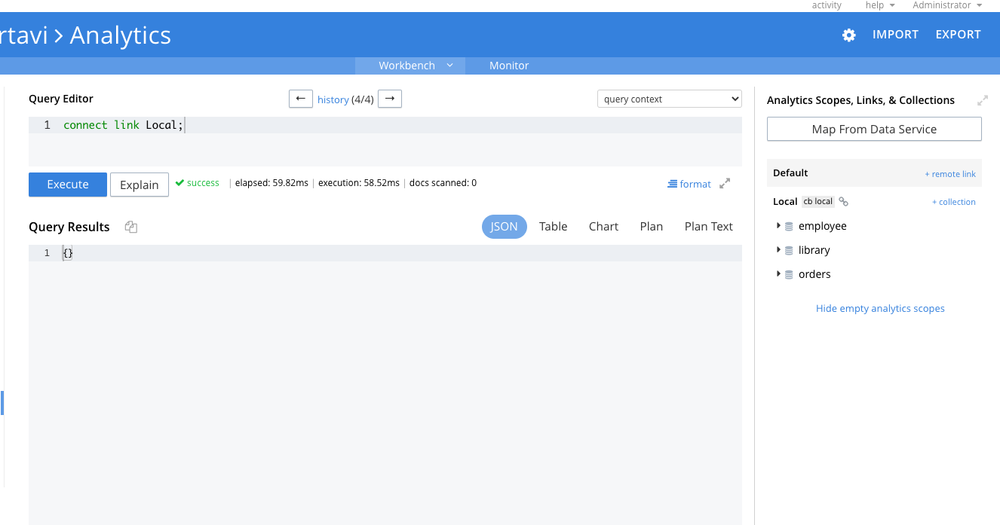 activity help Administrator
rtavi > Analytics IMPORT EXPORT
Workbench Monitor
Query Editor ← history (4/4) → query context
1 connect link Local;
Execute Explain success | elapsed: 59.82ms | execution: 58.52ms | docs scanned: 0 format
Query Results JSON Table Chart Plan Plan Text
1 {}
Analytics Scopes, Links, & Collections
Map From Data Service
Default + remote link
Local cb local + collection
employee
library
orders
Hide empty analytics scopes